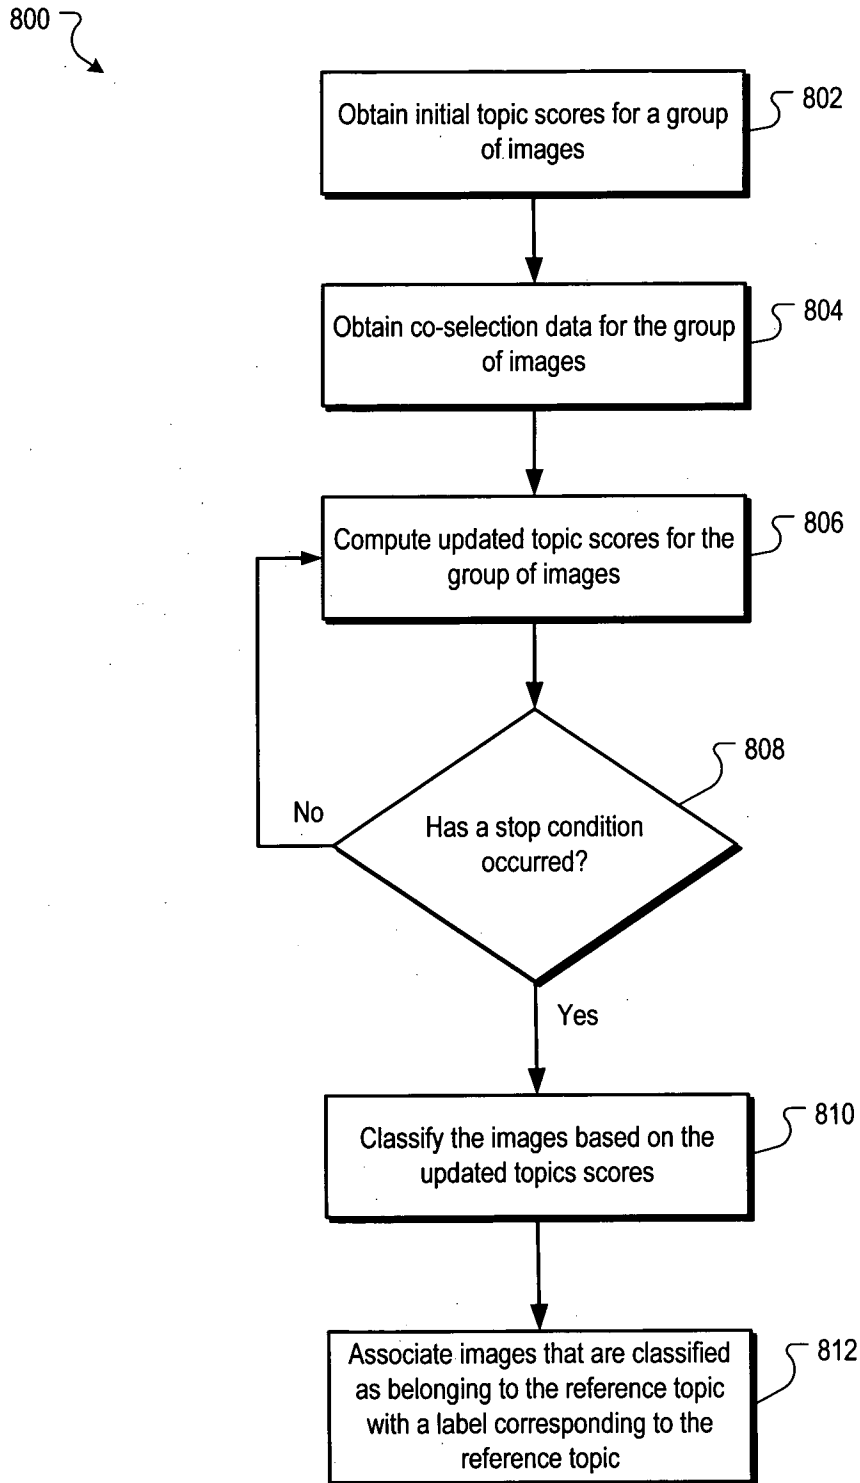 800
Obtain initial topic scores for a group
of images
802
Obtain co-selection data for the group
of images
804
Compute updated topic scores for the
group of images
806
Has a stop condition
occurred?
808
No
Yes
Classify the images based on the
updated topics scores
810
Associate images that are classified
as belonging to the reference topic
with a label corresponding to the
reference topic
812